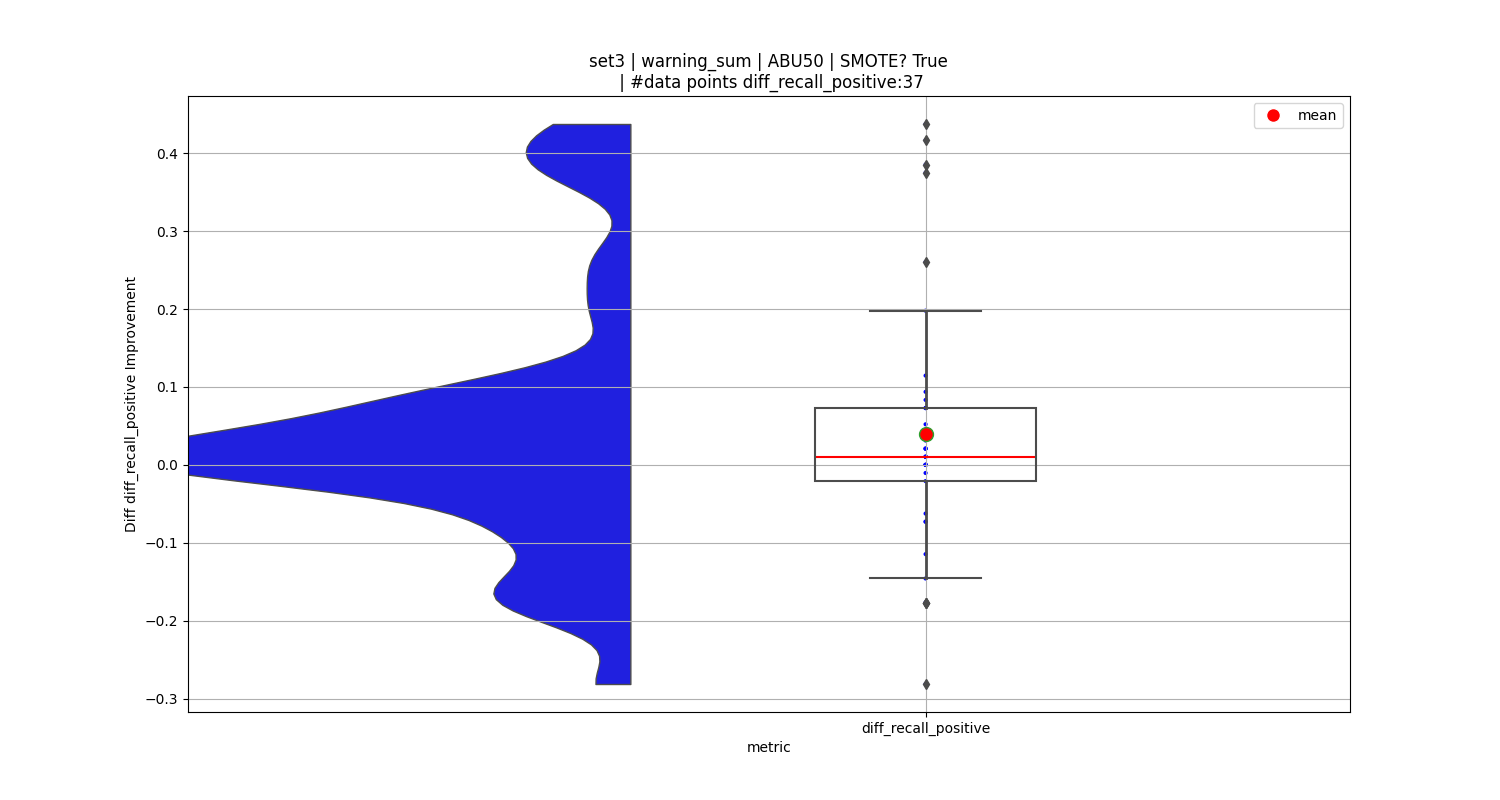 set3 | warning_sum | ABU50 | SMOTE? True
| #data points diff_recall_positive:37
mean
0.4
0.3
0.2
0.1
0.0
−0.1
−0.2
−0.3
Diff diff_recall_positive Improvement
diff_recall_positive
metric